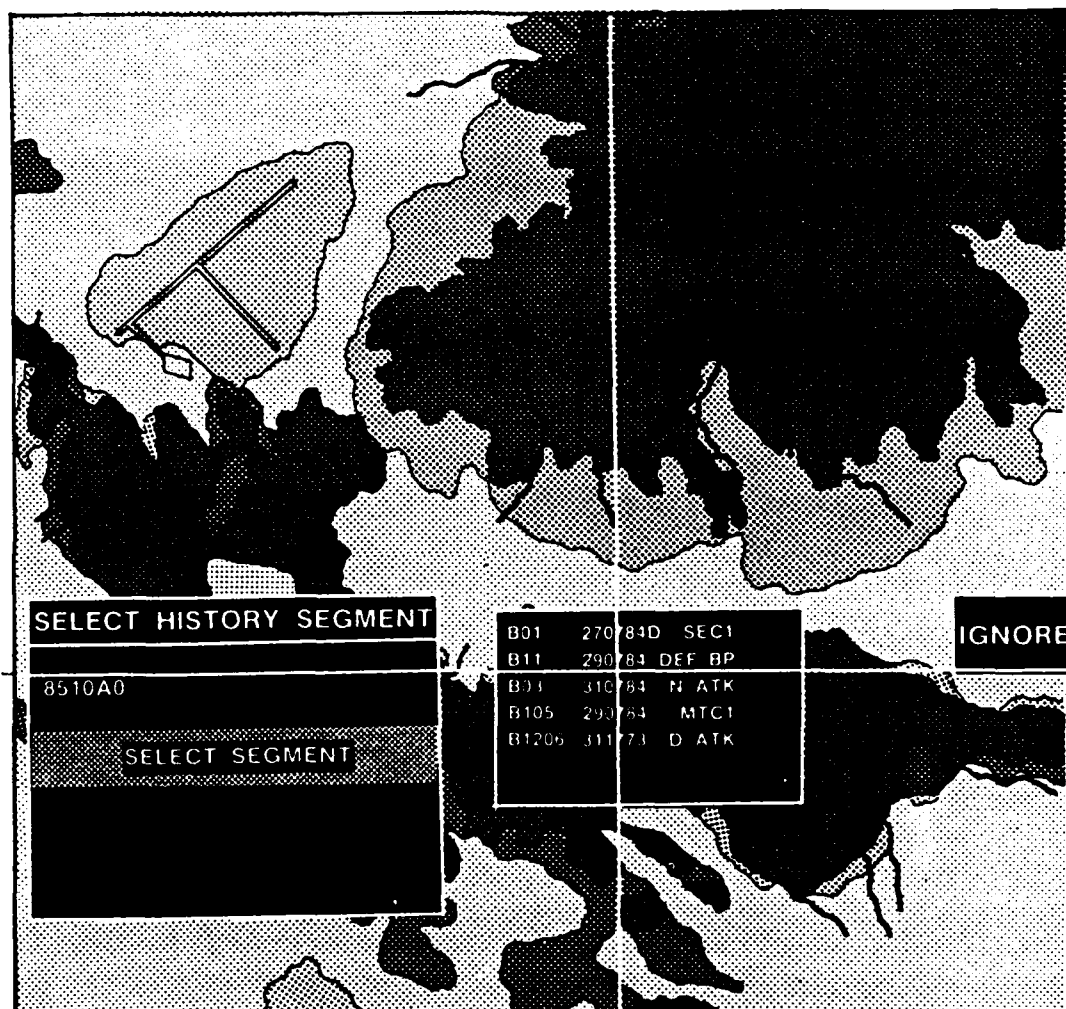 SELECT HISTORY SEGMENT
8510A0
SELECT SEGMENT
B01 270784D SEC1
B11 290784 DEF BP
B03 310784 N ATK
B105 290784 MTC1
B1206 311773 D ATK
IGNORE